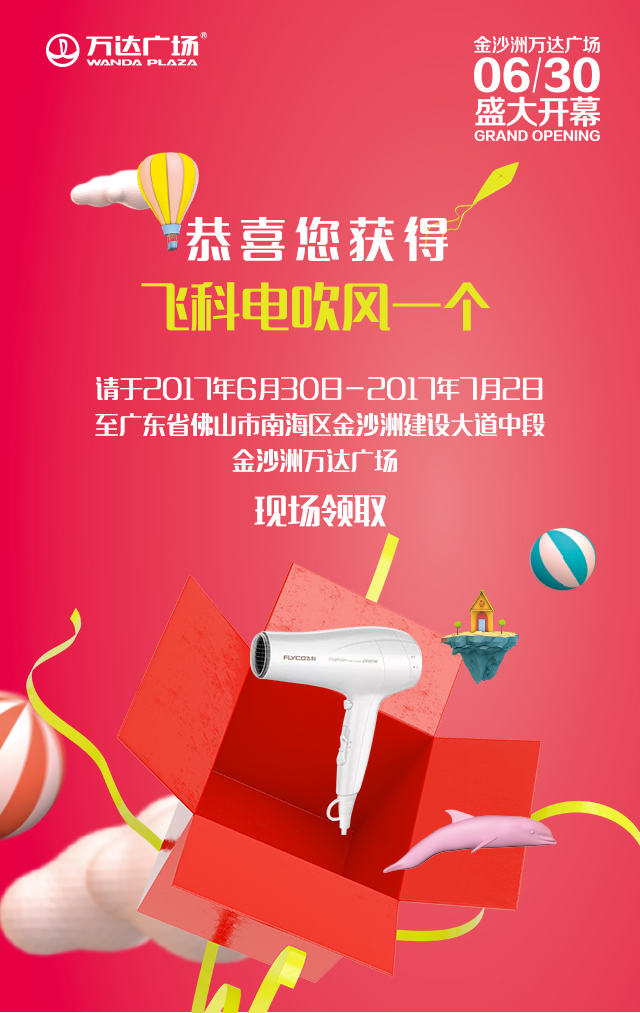 万达广场®
WANDA PLAZA
金沙洲万达广场
06/30
盛大开幕
GRAND OPENING
恭喜您获得
飞科电吹风一个
请于2017年6月30日-2017年7月2日
至广东省佛山市南海区金沙洲建设大道中段
金沙洲万达广场
现场领取
FLYCO飞科